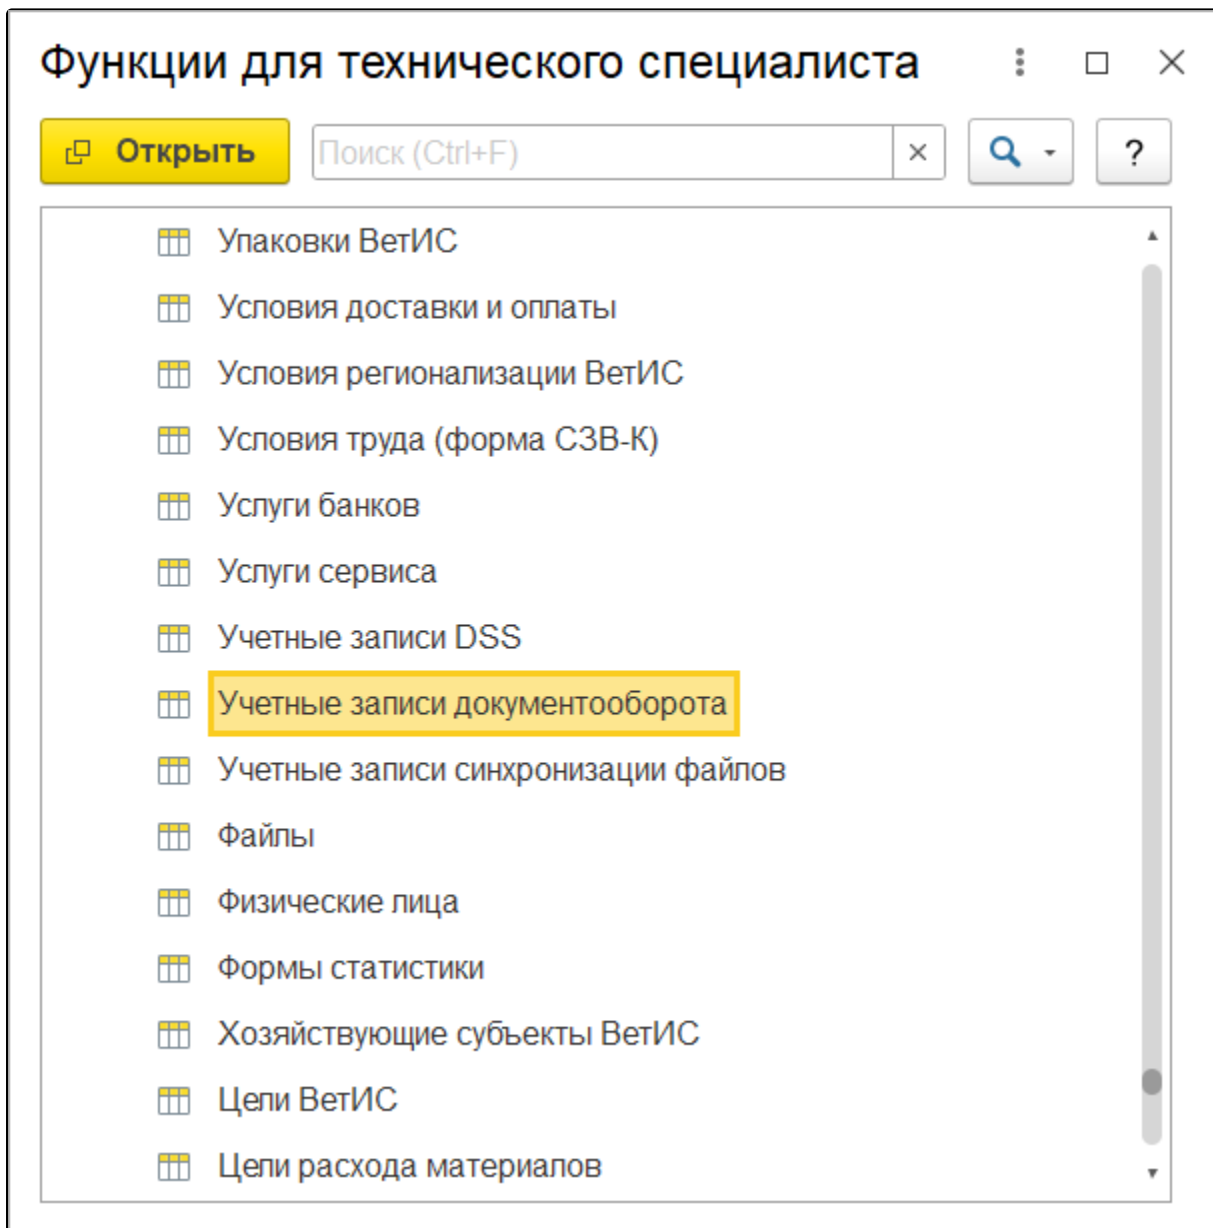 Функции для технического специалиста
Открыть
Поиск (Ctrl+F)
?
Упаковки ВетИС
Условия доставки и оплаты
Условия регионализации ВетИС
Условия труда (форма СЗВ-К)
Услуги банков
Услуги сервиса
Учетные записи DSS
Учетные записи документооборота
Учетные записи синхронизации файлов
Файлы
Физические лица
Формы статистики
Хозяйствующие субъекты ВетИС
Цели ВетИС
Цели расхода материалов